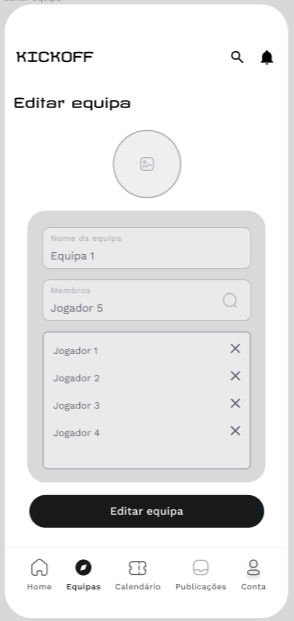 KICKOFF
Editar equipa
Nome da equipa
Equipa 1
Membros
Jogador 5
Jogador 1
Jogador 2
Jogador 3
Jogador 4
Editar equipa
Home Equipas Calendário Publicações Conta